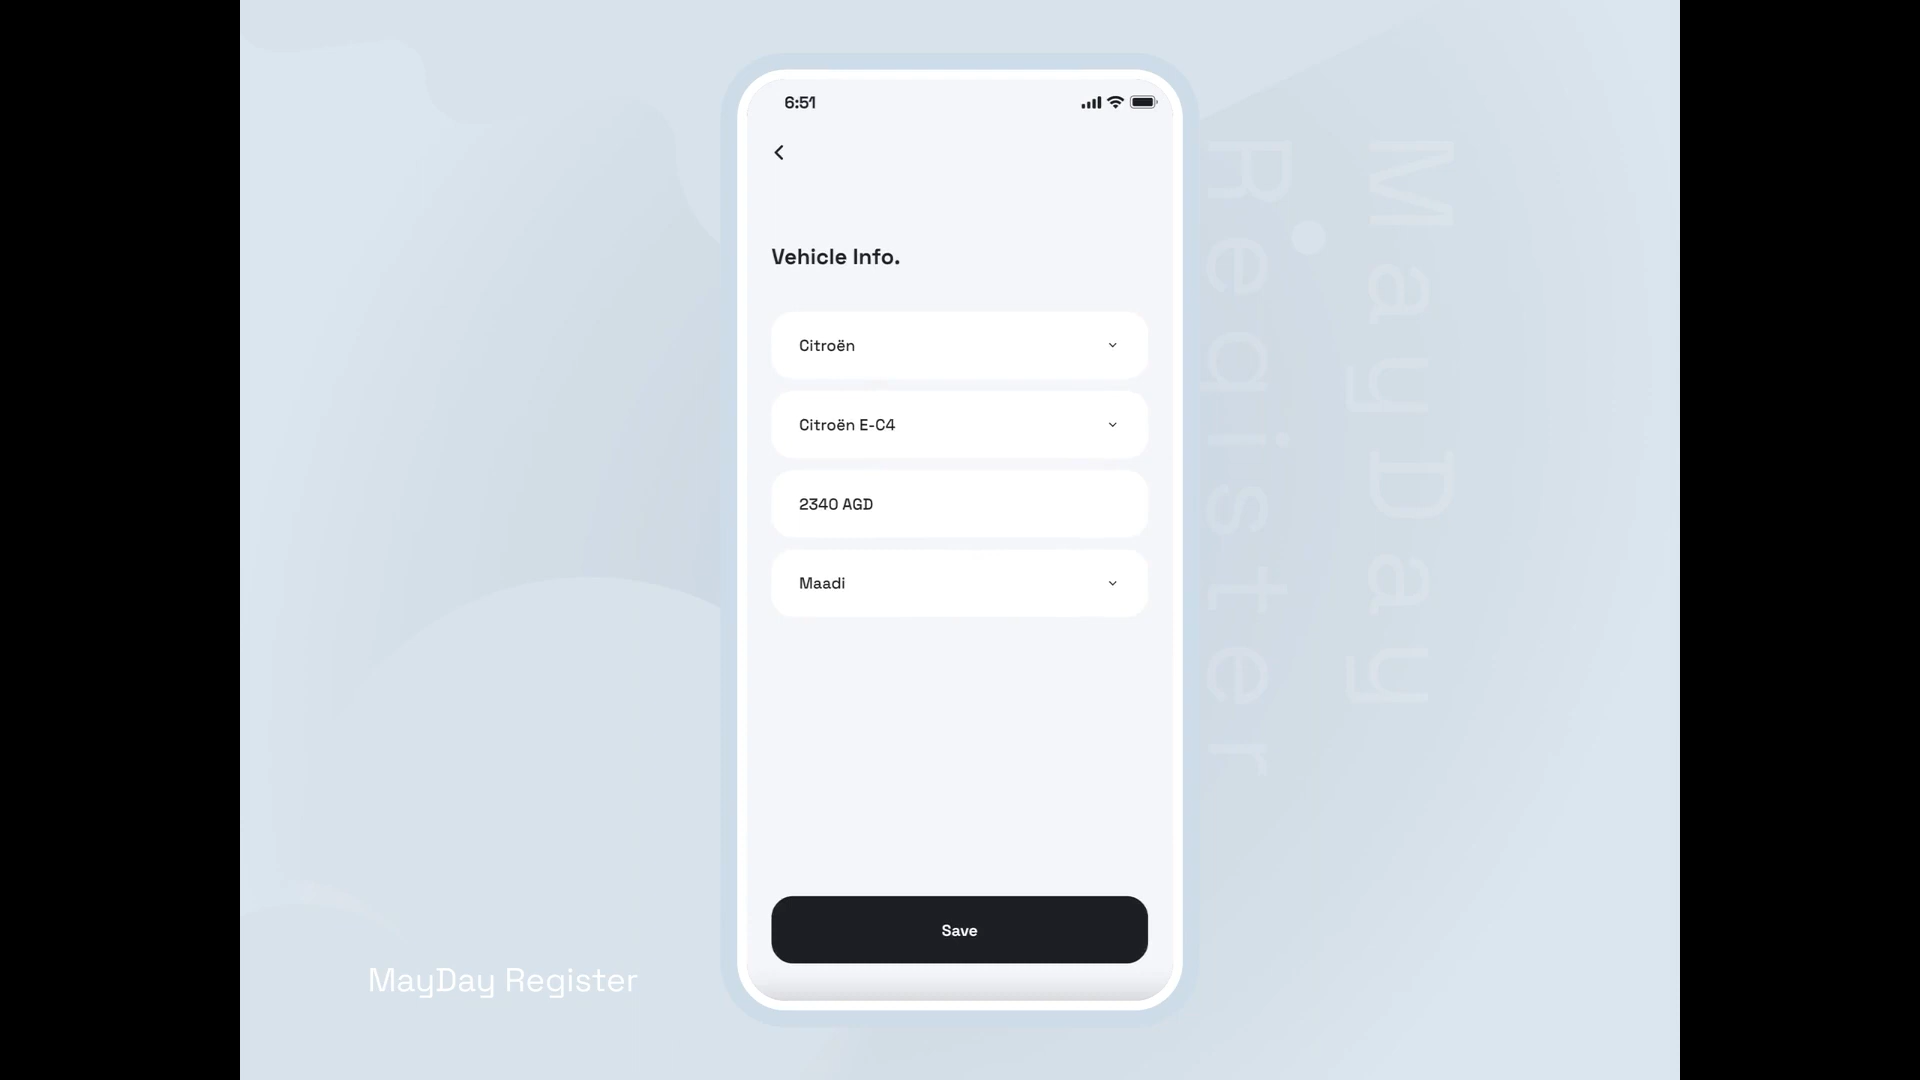 6:51
Vehicle Info.
Citroën
Citroën E-C4
2340 AGD
Maadi
Save
MayDay
Register
MayDay Register